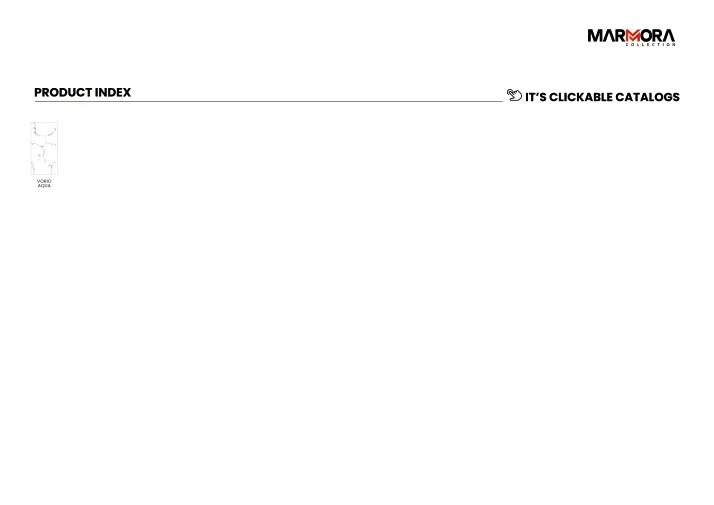 MARMORA
COLLECTION
PRODUCT INDEX
IT'S CLICKABLE CATALOGS
VORIO
AQUA